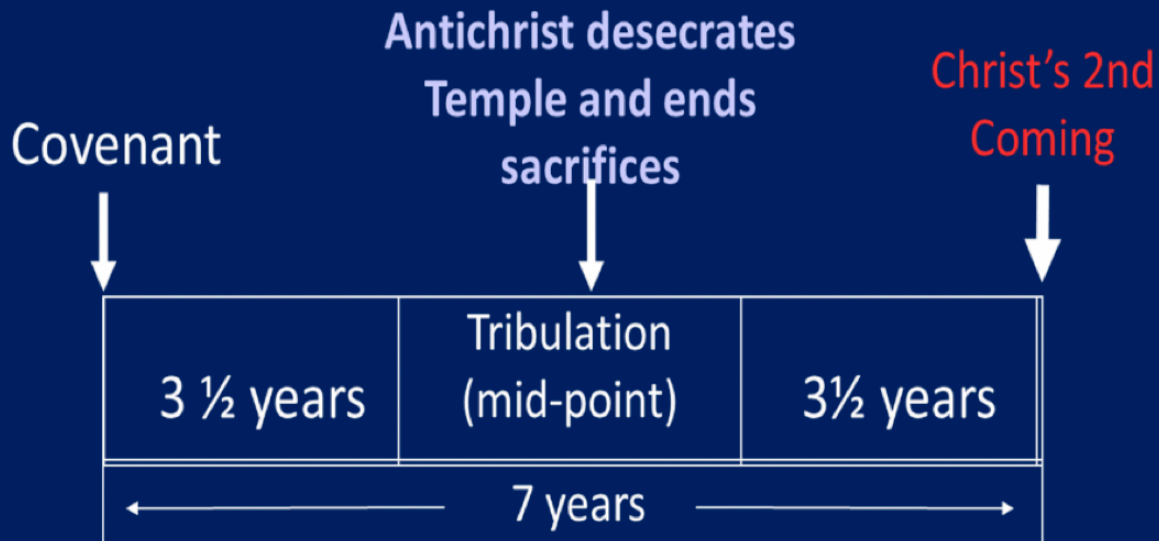 Antichrist desecrates
Temple and ends
sacrifices
Christ’s 2nd
Coming
Covenant
3 ½ years
Tribulation
(mid-point)
3½ years
7 years